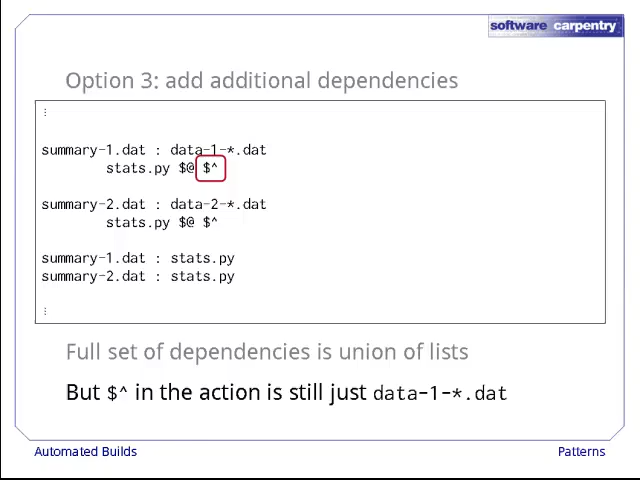 software carpentry
Option 3: add additional dependencies
⋮
summary-1.dat : data-1-*.dat
stats.py $@ $^
summary-2.dat : data-2-*.dat
stats.py $@ $^
summary-1.dat : stats.py
summary-2.dat : stats.py
⋮
Full set of dependencies is union of lists
But $^ in the action is still just data-1-*.dat
Automated Builds
Patterns